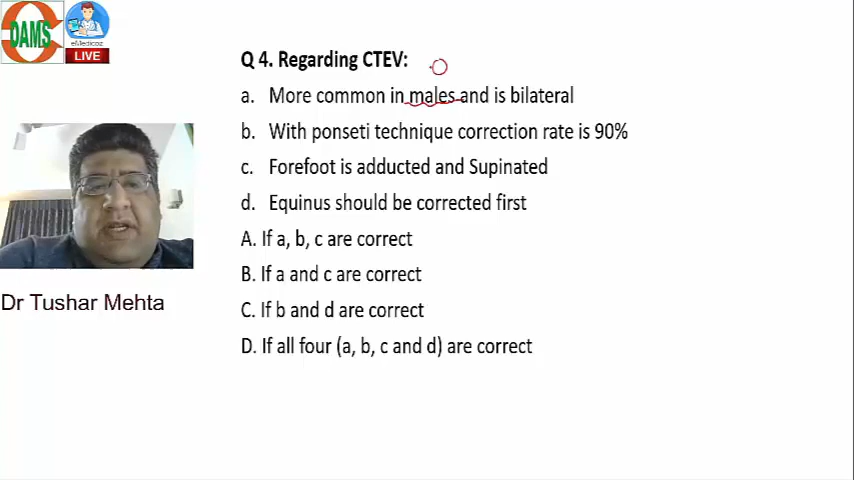 DAMS
eMedicoz
LIVE
Q 4. Regarding CTEV:
a. More common in males and is bilateral
b. With ponseti technique correction rate is 90%
c. Forefoot is adducted and Supinated
d. Equinus should be corrected first
A. If a, b, c are correct
B. If a and c are correct
C. If b and d are correct
D. If all four (a, b, c and d) are correct
Dr Tushar Mehta